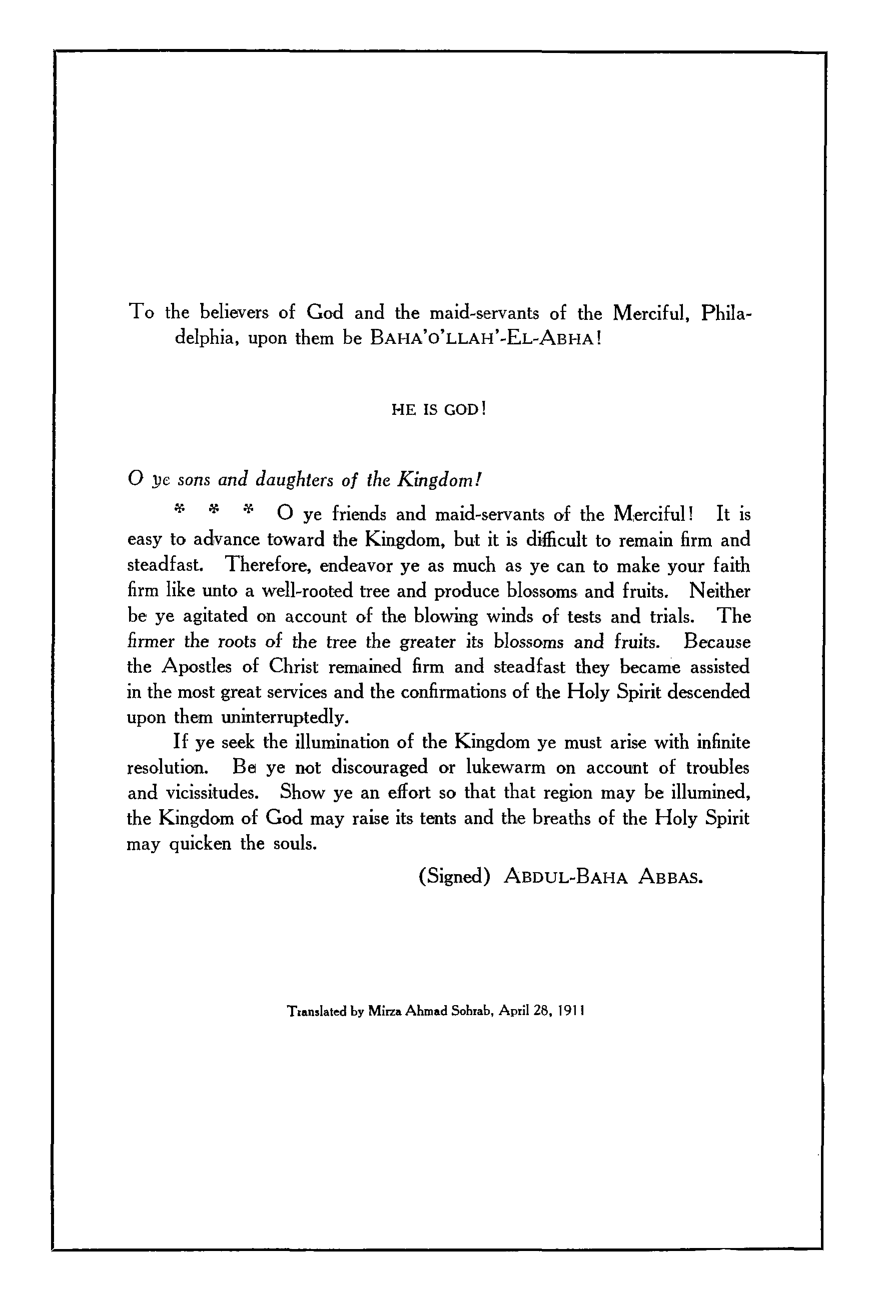 To the believers of God and the maid-servants of the Merciful, Phila-
delphia, upon them be BAHA'O'LLAH'-EL-ABHA!
HE IS GOD!
O ye sons and daughters of the Kingdom!
* * * O ye friends and maid-servants of the Merciful! It is
easy to advance toward the Kingdom, but it is difficult to remain firm and
steadfast. Therefore, endeavor ye as much as ye can to make your faith
firm like unto a well-rooted tree and produce blossoms and fruits. Neither
be ye agitated on account of the blowing winds of tests and trials. The
firmer the roots of the tree the greater its blossoms and fruits. Because
the Apostles of Christ remained firm and steadfast they became assisted
in the most great services and the confirmations of the Holy Spirit descended
upon them uninterruptedly.
If ye seek the illumination of the Kingdom ye must arise with infinite
resolution. Be ye not discouraged or lukewarm on account of troubles
and vicissitudes. Show ye an effort so that that region may be illumined,
the Kingdom of God may raise its tents and the breaths of the Holy Spirit
may quicken the souls.
(Signed) ABDUL-BAHA ABBAS.
Translated by Mirza Ahmad Sohrab, April 28, 1911